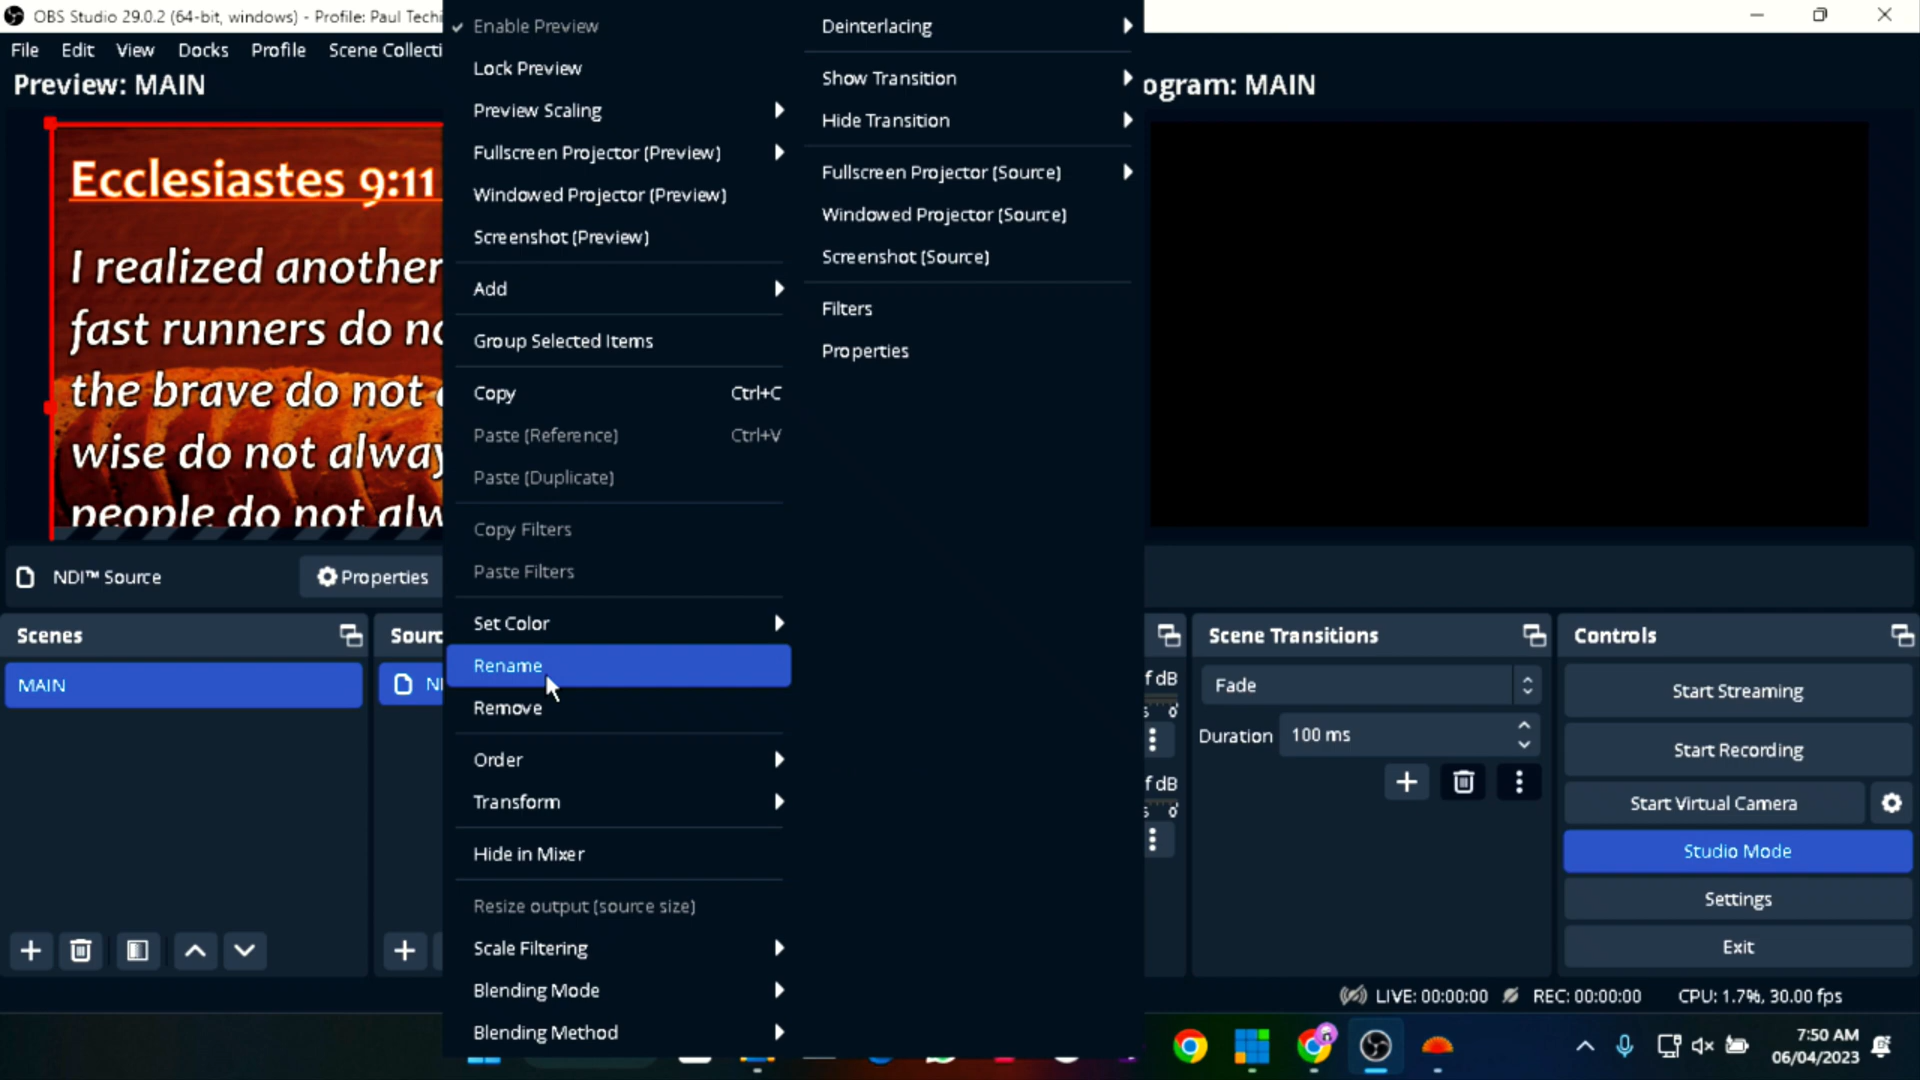 OBS Studio 29.0.2 (64-bit, windows) - Profile: Paul Techi
File Edit View Docks Profile Scene Collecti
Preview: MAIN
Ecclesiastes 9:11
I realized another
fast runners do no
the brave do not
wise do not alway
people do not alw
NDI™ Source
Properties
Scenes
Sourc
MAIN
NI
Enable Preview
Lock Preview
Preview Scaling
Fullscreen Projector (Preview)
Windowed Projector (Preview)
Screenshot (Preview)
Add
Group Selected Items
Copy Ctrl+C
Paste (Reference) Ctrl+V
Paste (Duplicate)
Copy Filters
Paste Filters
Set Color
Rename
Remove
Order
Transform
Hide in Mixer
Resize output (source size)
Scale Filtering
Blending Mode
Blending Method
Deinterlacing
Show Transition
Hide Transition
Fullscreen Projector (Source)
Windowed Projector (Source)
Screenshot (Source)
Filters
Properties
ogram: MAIN
f dB
0
f dB
0
Scene Transitions
Fade
Duration 100 ms
Controls
Start Streaming
Start Recording
Start Virtual Camera
Studio Mode
Settings
Exit
LIVE: 00:00:00 REC: 00:00:00 CPU: 1.7%, 30.00 fps
7:50 AM
06/04/2023